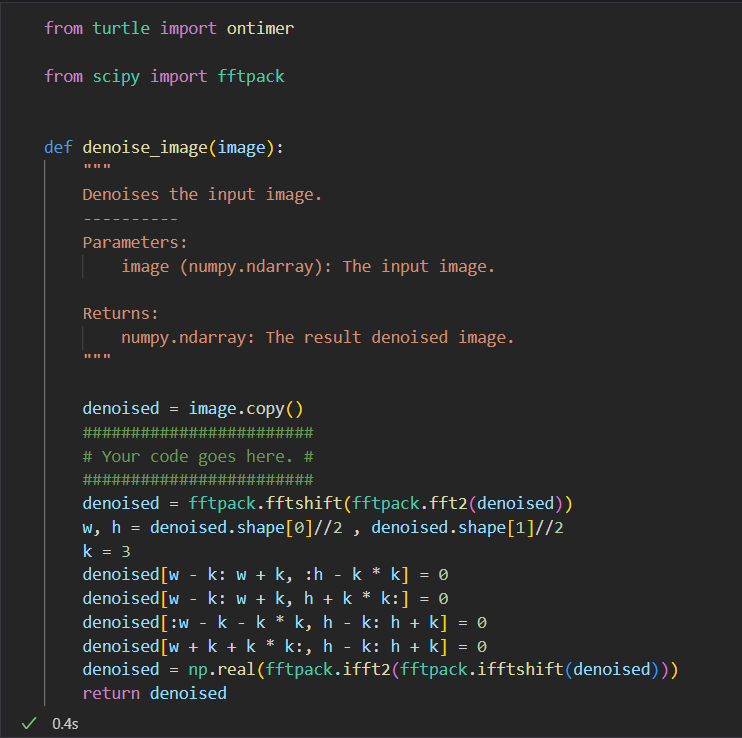 from turtle import ontimer
from scipy import fftpack
def denoise_image(image):
"""
Denoises the input image.
----------
Parameters:
image (numpy.ndarray): The input image.
Returns:
numpy.ndarray: The result denoised image.
"""
denoised = image.copy()
########################
# Your code goes here. #
########################
denoised = fftpack.fftshift(fftpack.fft2(denoised))
w, h = denoised.shape[0]//2 , denoised.shape[1]//2
k = 3
denoised[w - k: w + k, :h - k * k] = 0
denoised[w - k: w + k, h + k * k:] = 0
denoised[:w - k - k * k, h - k: h + k] = 0
denoised[w + k + k * k:, h - k: h + k] = 0
denoised = np.real(fftpack.ifft2(fftpack.ifftshift(denoised)))
return denoised
0.4s